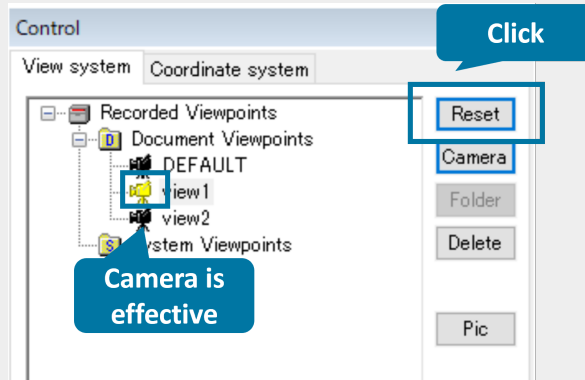 Control
Click
View system
Coordinate system
Recorded Viewpoints
Reset
D Document Viewpoints
DEFAULT
Camera
view1
Folder
view2
S System Viewpoints
Delete
Camera is
effective
Pic